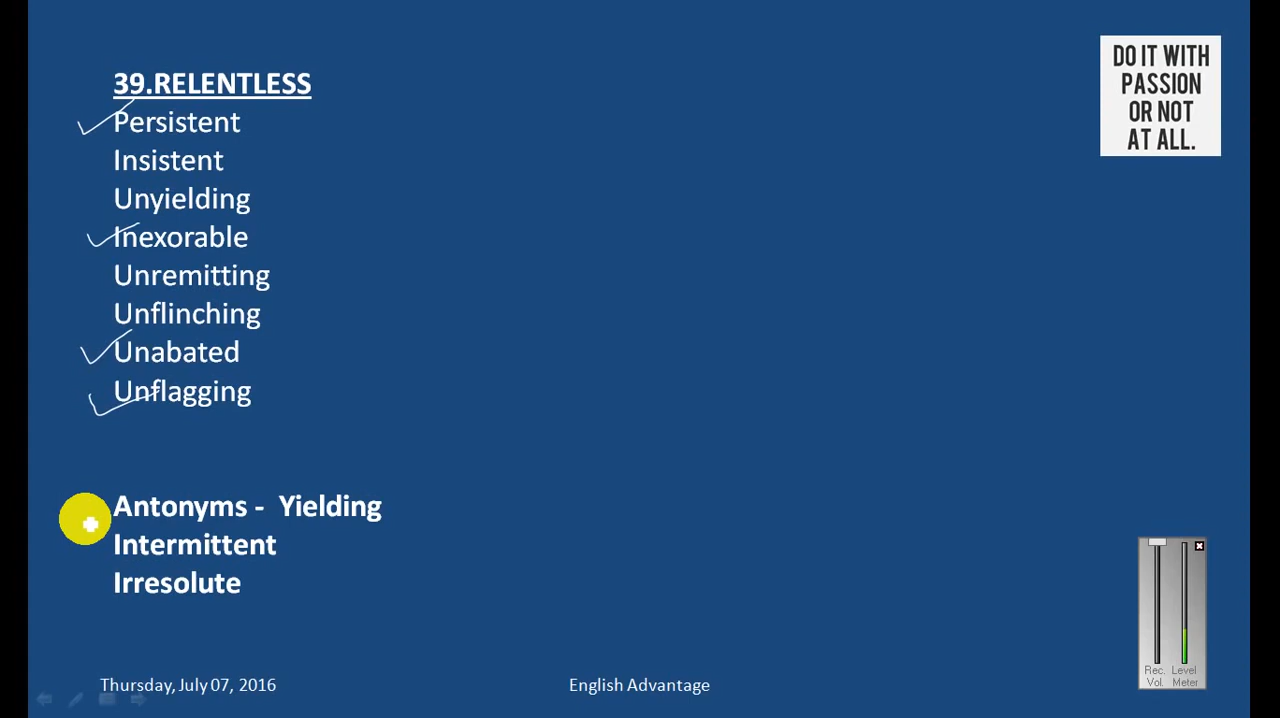 39.RELENTLESS
Persistent
Insistent
Unyielding
Inexorable
Unremitting
Unflinching
Unabated
Unflagging
Antonyms - Yielding
Intermittent
Irresolute
DO IT WITH
PASSION
OR NOT
AT ALL.
Rec. Level
Vol. Meter
Thursday, July 07, 2016
English Advantage